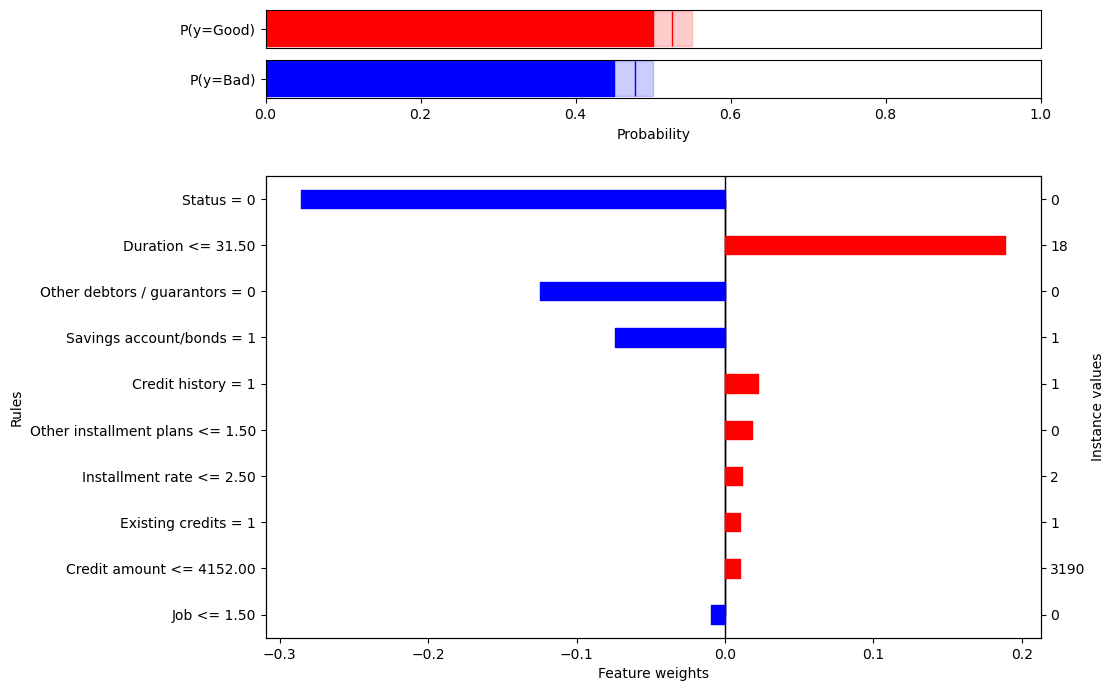 P(y=Good)
P(y=Bad)
0.0 0.2 0.4 0.6 0.8 1.0
Probability
Status = 0 0
Duration <= 31.50 18
Other debtors / guarantors = 0 0
Savings account/bonds = 1 1
Credit history = 1 1
Other installment plans <= 1.50 0
Installment rate <= 2.50 2
Existing credits = 1 1
Credit amount <= 4152.00 3190
Job <= 1.50 0
Rules
Instance values
−0.3 −0.2 −0.1 0.0 0.1 0.2
Feature weights